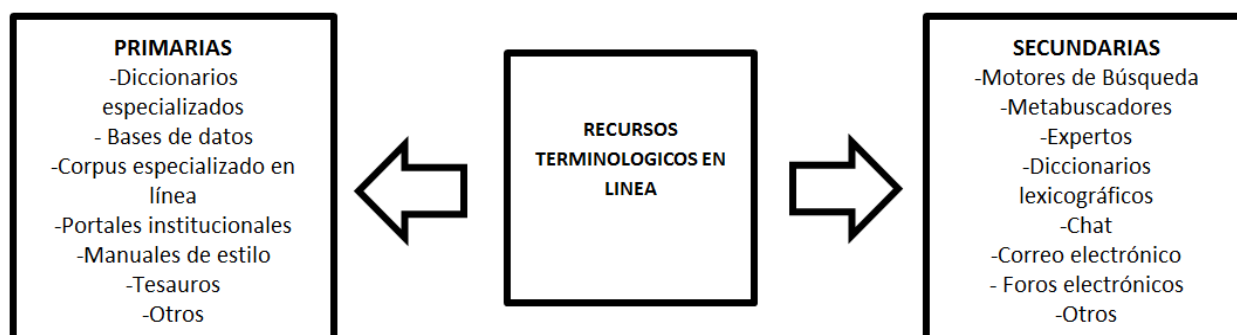 PRIMARIAS
-Diccionarios
especializados
- Bases de datos
-Corpus especializado en
línea
-Portales institucionales
-Manuales de estilo
-Tesauros
-Otros
RECURSOS
TERMINOLOGICOS EN
LINEA
SECUNDARIAS
-Motores de Búsqueda
-Metabuscadores
-Expertos
-Diccionarios
lexicográficos
-Chat
-Correo electrónico
- Foros electrónicos
-Otros